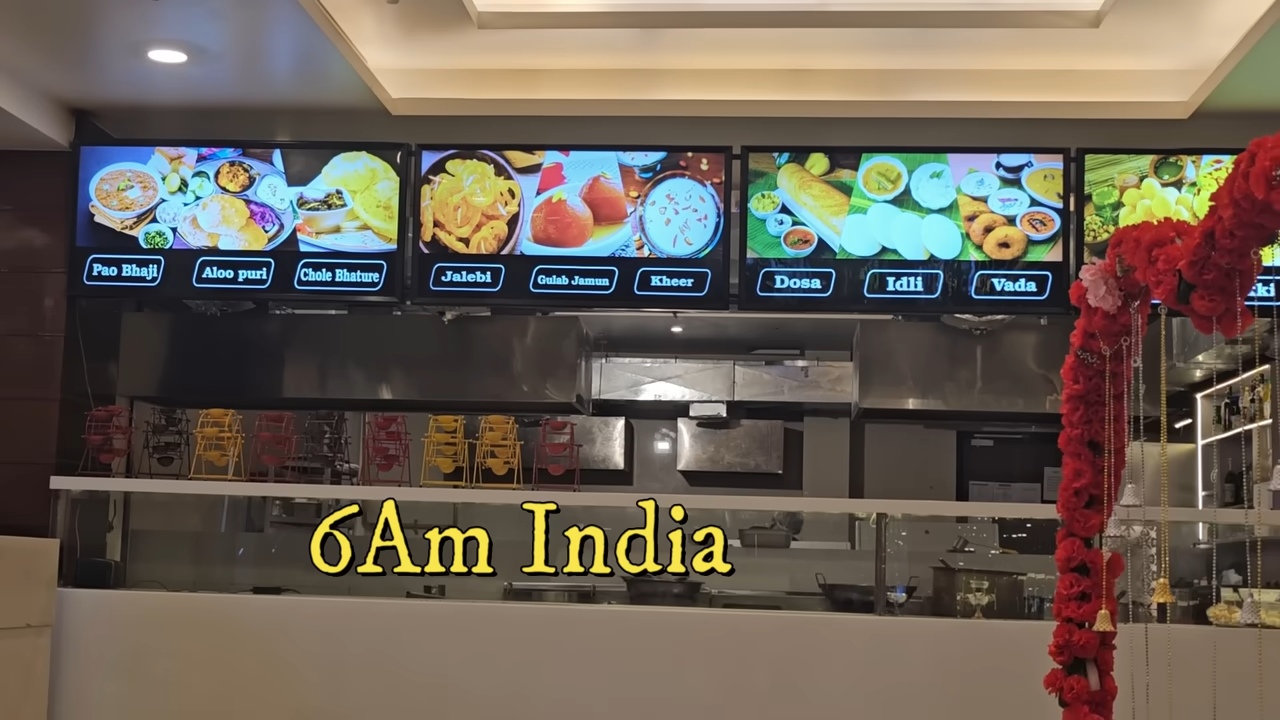 Pao Bhaji
Aloo puri
Chole Bhature
Jalebi
Gulab Jamun
Kheer
Dosa
Idli
Vada
6Am India